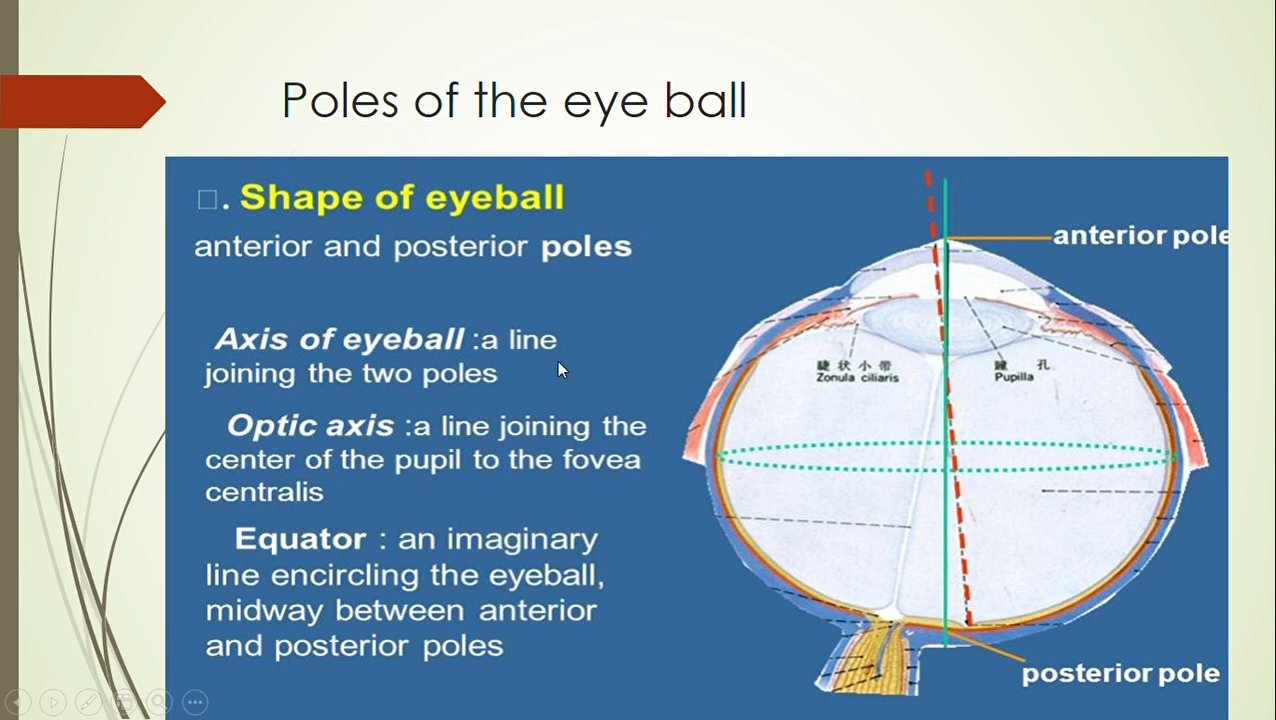 Poles of the eye ball
□. Shape of eyeball
anterior and posterior poles
Axis of eyeball :a line
joining the two poles
Optic axis :a line joining the
center of the pupil to the fovea
centralis
Equator : an imaginary
line encircling the eyeball,
midway between anterior
and posterior poles
anterior pole
睫状小带
Zonula ciliaris
瞳 孔
Pupilla
posterior pole